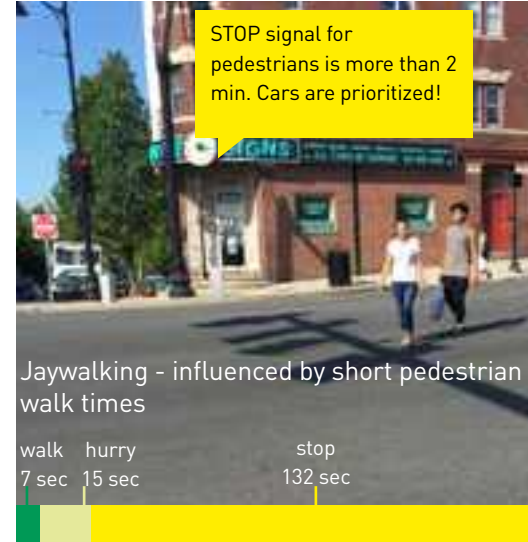 STOP signal for
pedestrians is more than 2
min. Cars are prioritized!
SIGNS
Jaywalking - influenced by short pedestrian
walk times
walk hurry stop
7 sec 15 sec 132 sec